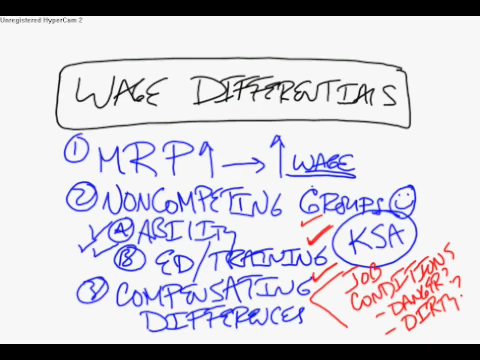 Unregistered HyperCam 2
WAGE DIFFERENTIALS
① MRP↑ → ↑ WAGE
② NONCOMPETING GROUPS
Ⓐ ABILITY
Ⓑ ED/TRAINING
KSA
③ COMPENSATING
DIFFERENCES
JOB
CONDITIONS
- DANGER?
- DIRTY?